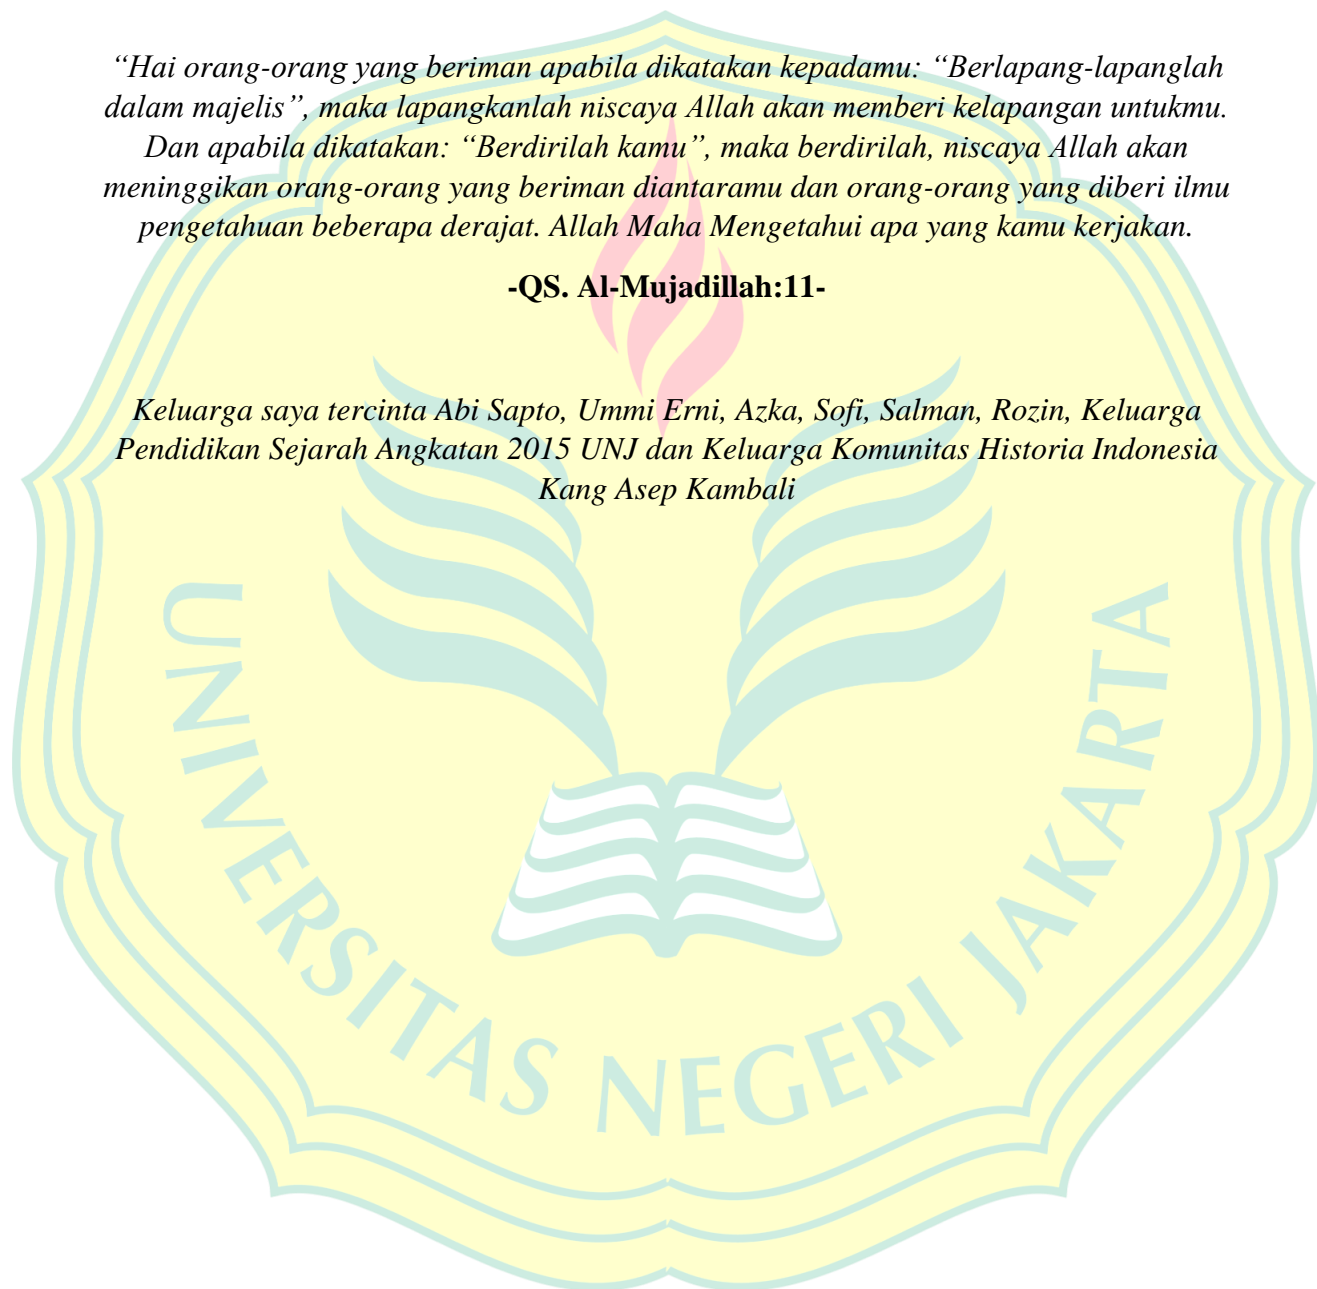 “Hai orang-orang yang beriman apabila dikatakan kepadamu: “Berlapang-lapanglah
dalam majelis”, maka lapangkanlah niscaya Allah akan memberi kelapangan untukmu.
Dan apabila dikatakan: “Berdirilah kamu”, maka berdirilah, niscaya Allah akan
meninggikan orang-orang yang beriman diantaramu dan orang-orang yang diberi ilmu
pengetahuan beberapa derajat. Allah Maha Mengetahui apa yang kamu kerjakan.
-QS. Al-Mujadillah:11-
Keluarga saya tercinta Abi Sapto, Ummi Erni, Azka, Sofi, Salman, Rozin, Keluarga
Pendidikan Sejarah Angkatan 2015 UNJ dan Keluarga Komunitas Historia Indonesia
Kang Asep Kambali
UNIVERSITAS NEGERI JAKARTA